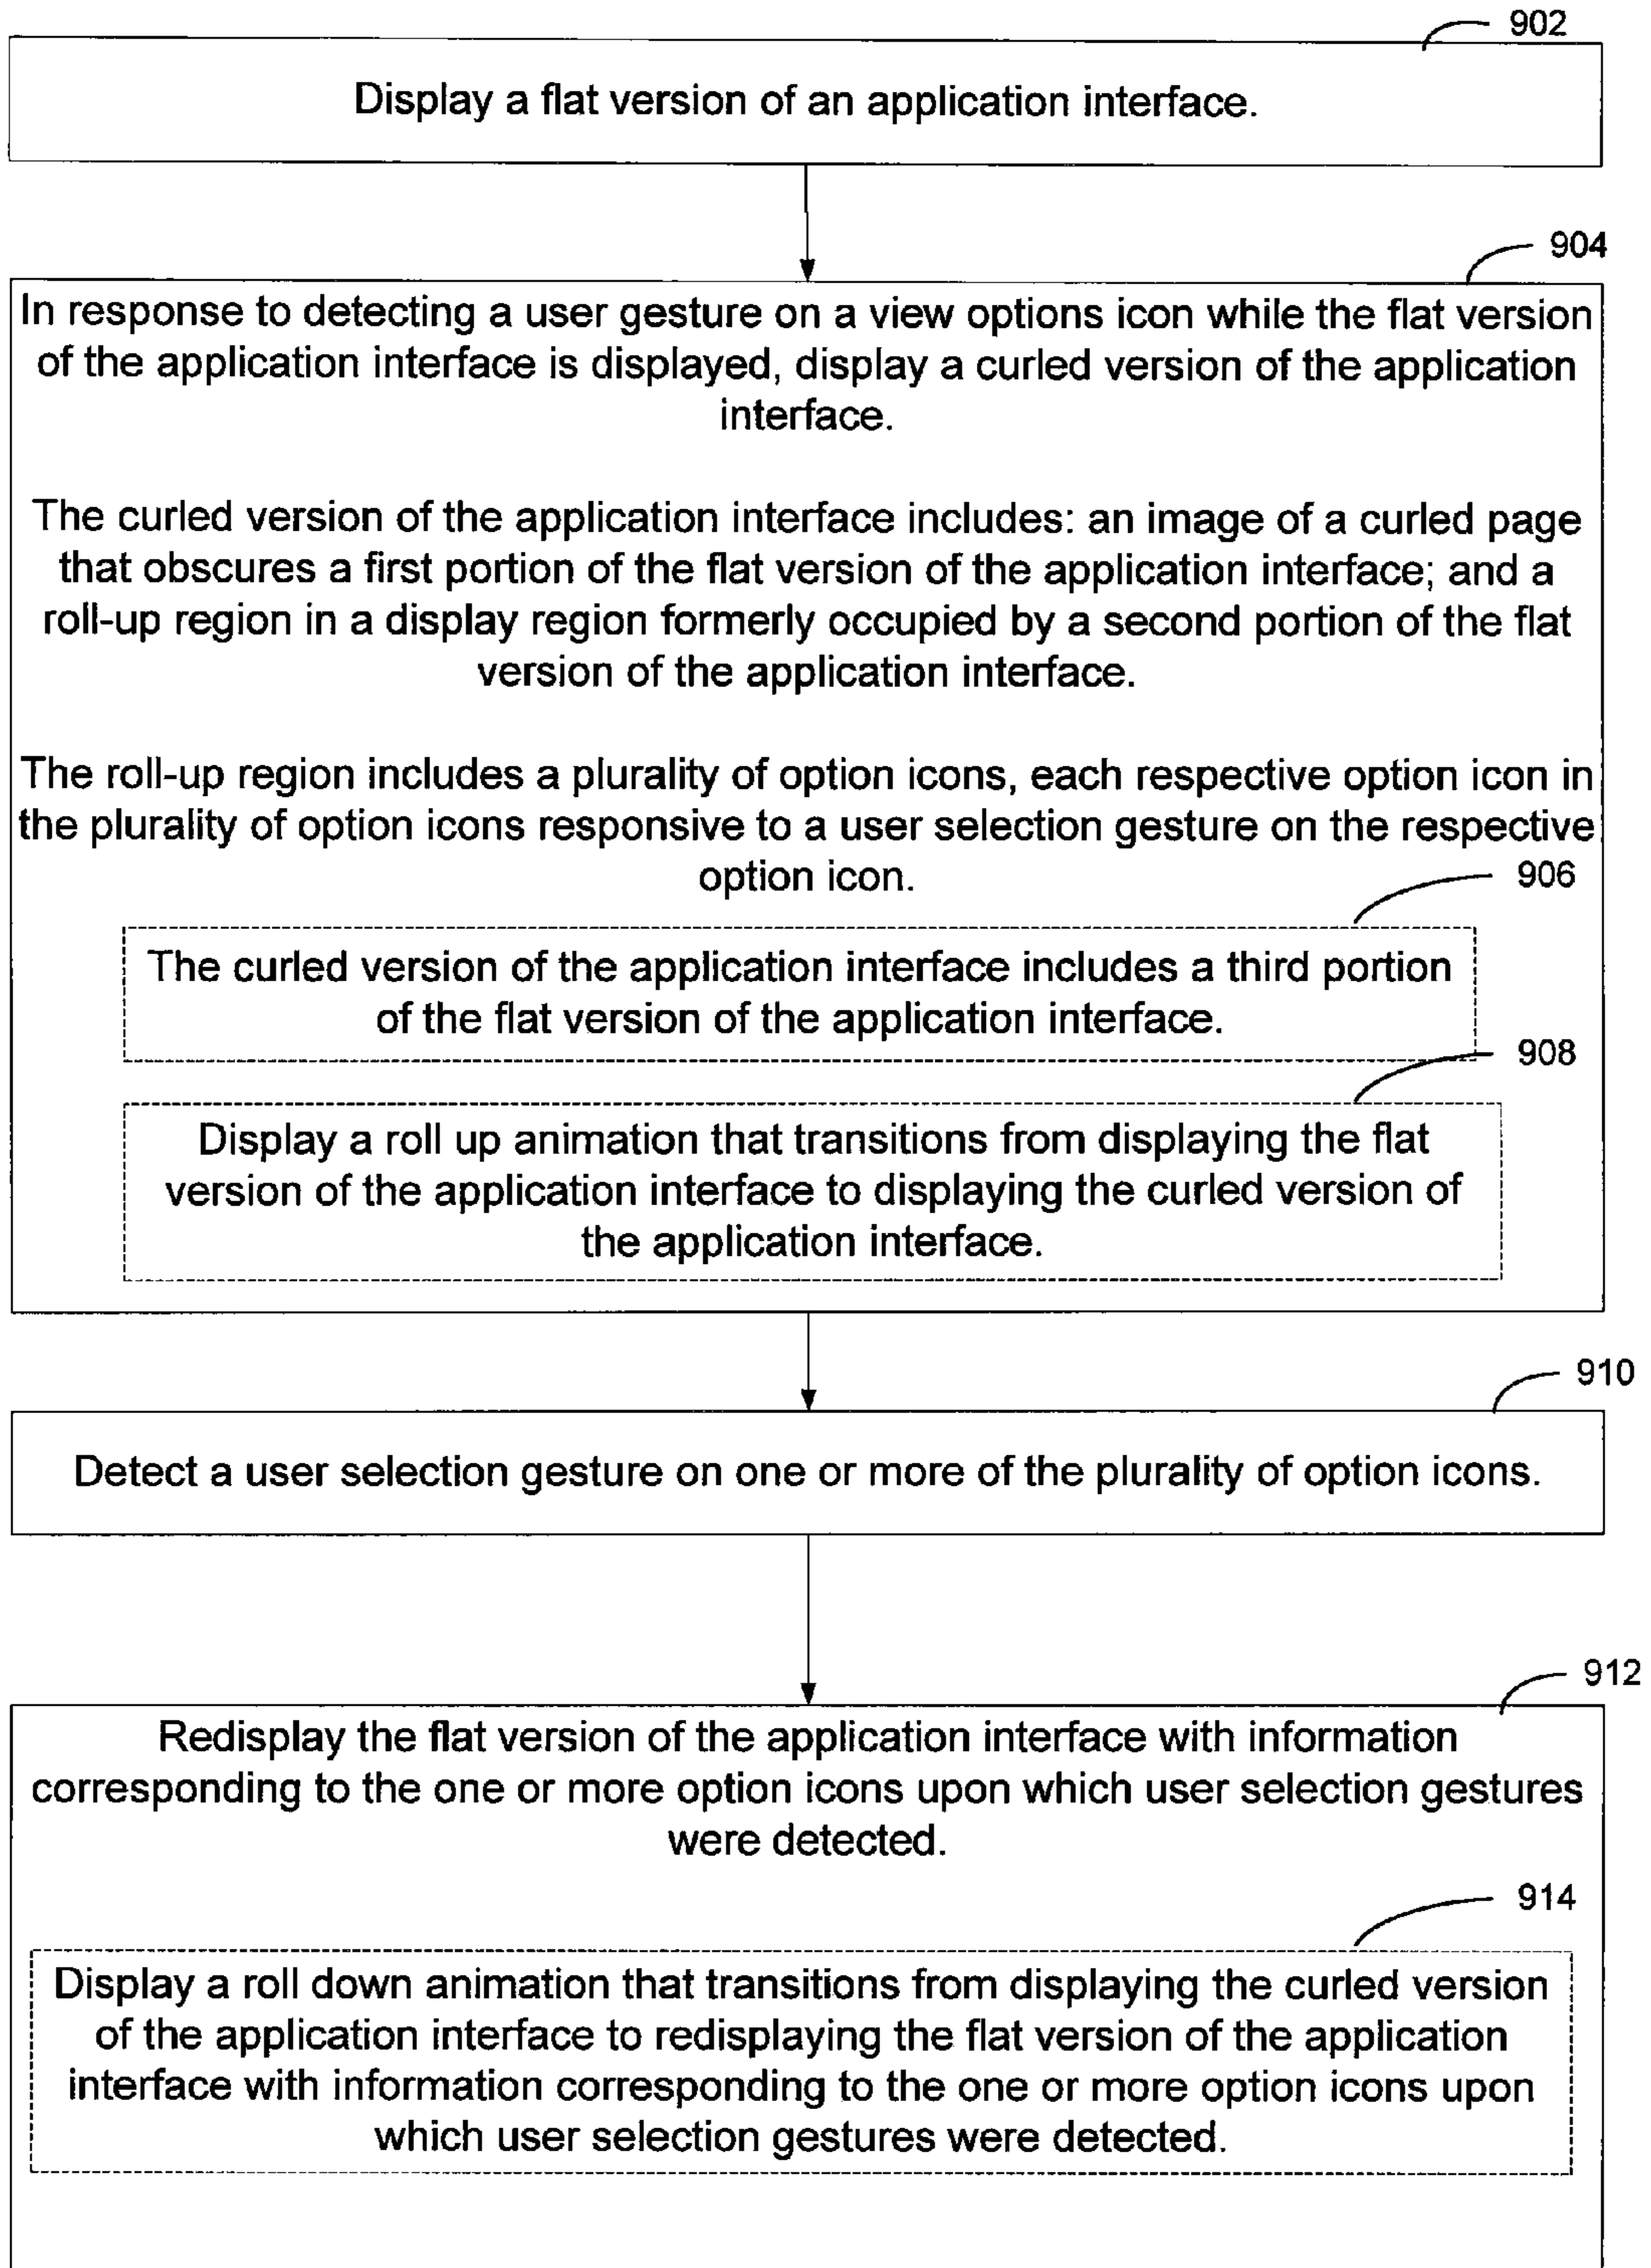 902
Display a flat version of an application interface.
904
In response to detecting a user gesture on a view options icon while the flat version
of the application interface is displayed, display a curled version of the application
interface.
The curled version of the application interface includes: an image of a curled page
that obscures a first portion of the flat version of the application interface; and a
roll-up region in a display region formerly occupied by a second portion of the flat
version of the application interface.
The roll-up region includes a plurality of option icons, each respective option icon in
the plurality of option icons responsive to a user selection gesture on the respective
option icon.
906
The curled version of the application interface includes a third portion
of the flat version of the application interface.
908
Display a roll up animation that transitions from displaying the flat
version of the application interface to displaying the curled version of
the application interface.
910
Detect a user selection gesture on one or more of the plurality of option icons.
912
Redisplay the flat version of the application interface with information
corresponding to the one or more option icons upon which user selection gestures
were detected.
914
Display a roll down animation that transitions from displaying the curled version
of the application interface to redisplaying the flat version of the application
interface with information corresponding to the one or more option icons upon
which user selection gestures were detected.